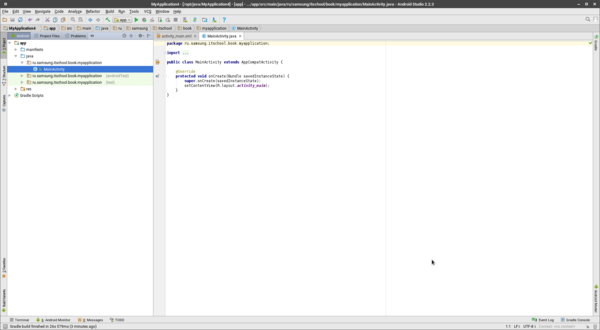 MyApplication4 - [/opt/java/MyApplication4] - [app] - .../app/src/main/java/ru/samsung/itschool/book/myapplication/MainActivity.java - Android Studio 2.2.3
File Edit View Navigate Code Analyze Refactor Build Run Tools VCS Window Help
app
MyApplication4 app src main java ru samsung itschool book myapplication MainActivity
Android Project Files Problems
activity_main.xml MainActivity.java
app
manifests
java
ru.samsung.itschool.book.myapplication
MainActivity
ru.samsung.itschool.book.myapplication (androidTest)
ru.samsung.itschool.book.myapplication (test)
res
Gradle Scripts
package ru.samsung.itschool.book.myapplication;
import ...
public class MainActivity extends AppCompatActivity {
@Override
protected void onCreate(Bundle savedInstanceState) {
super.onCreate(savedInstanceState);
setContentView(R.layout.activity_main);
}
}
Terminal 6: Android Monitor 0: Messages TODO
Event Log Gradle Console
Gradle build finished in 26s 579ms (3 minutes ago)
1:1 LF÷ UTF-8÷